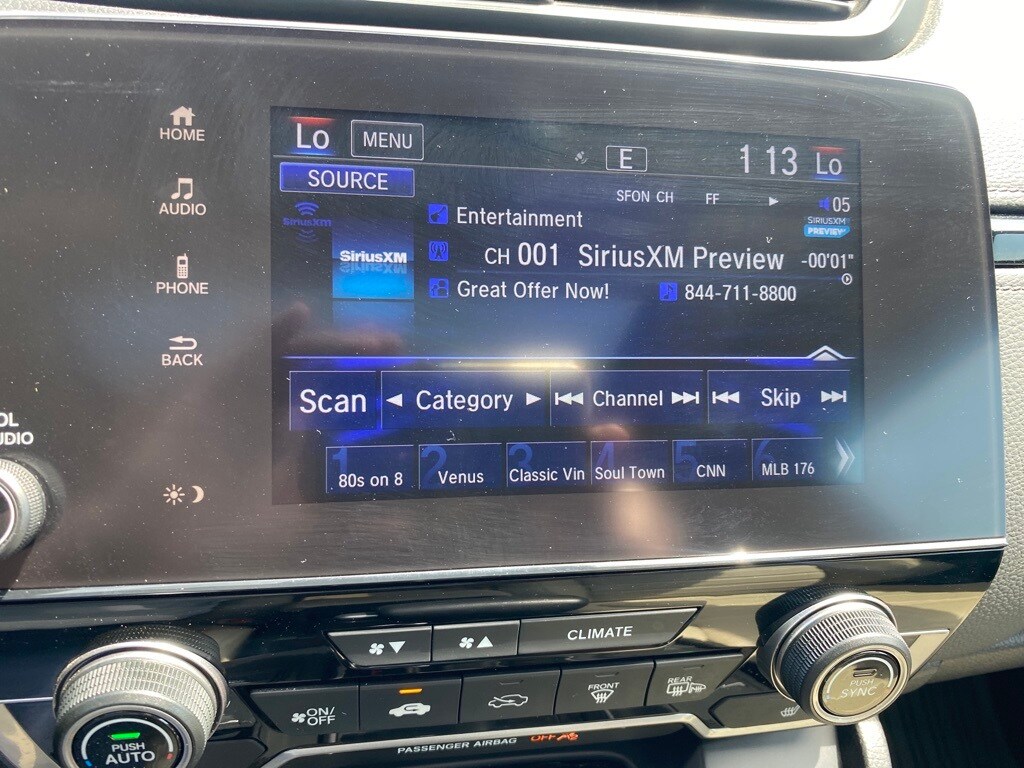 HOME
AUDIO
PHONE
BACK
OL
UDIO
Lo MENU E 1 13 Lo
SOURCE
SFON CH FF 05
SiriusXM Entertainment SIRIUSXM PREVIEW
SiriusXM CH 001 SiriusXM Preview -00'01"
Great Offer Now! 844-711-8800
Scan Category Channel Skip
1 80s on 8 2 Venus 3 Classic Vin 4 Soul Town 5 CNN 6 MLB 176
CLIMATE
ON/OFF FRONT REAR
PUSH AUTO
PUSH SYNC
PASSENGER AIRBAG OFF